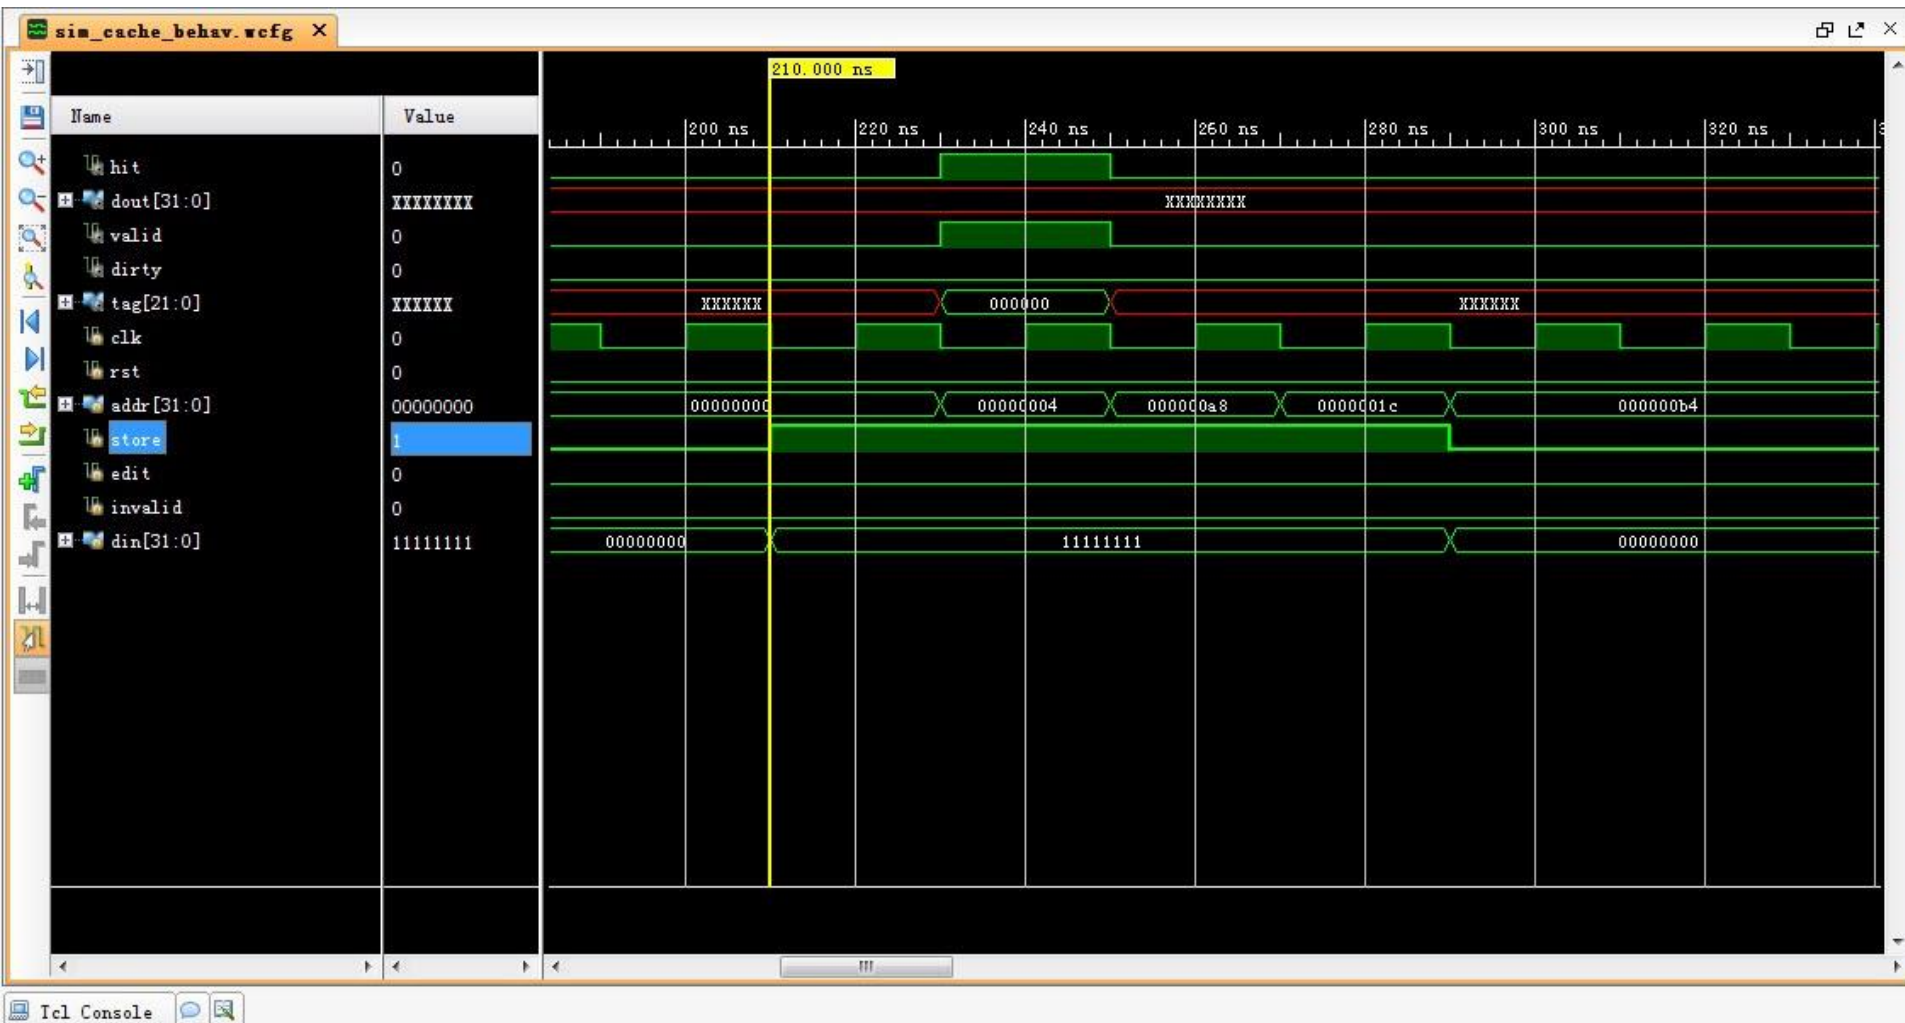 sim_cache_behav.wcfg
210.000 ns
Name Value
200 ns 220 ns 240 ns 260 ns 280 ns 300 ns 320 ns 3
hit 0
dout[31:0] XXXXXXXX XXXXXXXX
valid 0
dirty 0
tag[21:0] XXXXXX XXXXXX 000000 XXXXXX
clk 0
rst 0
addr[31:0] 00000000 00000000 00000004 000000a8 0000001c 000000b4
store 1
edit 0
invalid 0
din[31:0] 11111111 00000000 11111111 00000000
Tcl Console